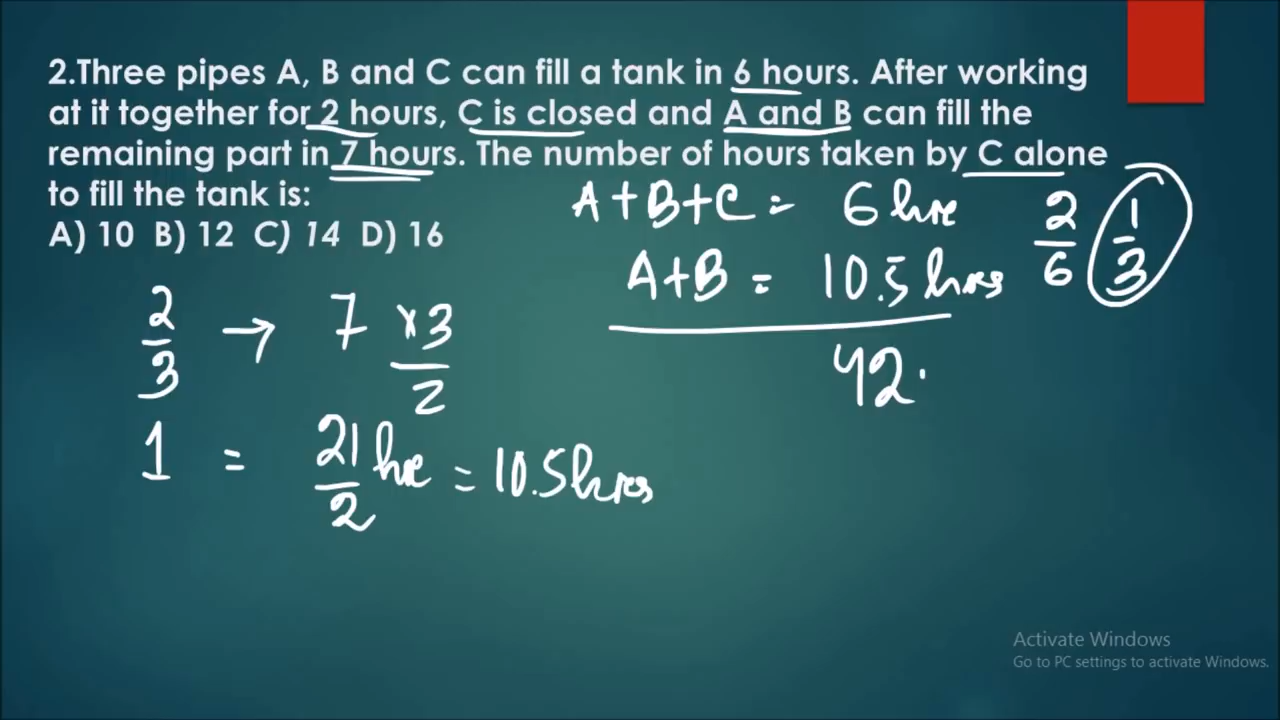 2.Three pipes A, B and C can fill a tank in 6 hours. After working
at it together for 2 hours, C is closed and A and B can fill the
remaining part in 7 hours. The number of hours taken by C alone
to fill the tank is:
A) 10 B) 12 C) 14 D) 16
A+B+C = 6 hrs
2/6 1/3
A+B = 10.5 hrs
42.
2/3 → 7 × 3/2
1 = 21/2 hrs = 10.5 hrs
Activate Windows
Go to PC settings to activate Windows.